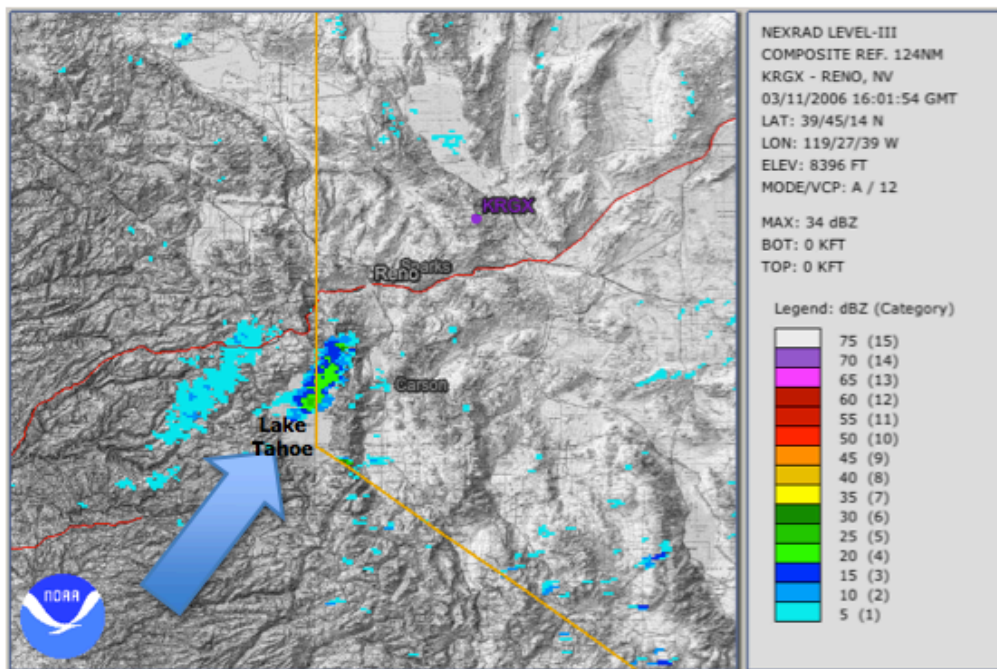 NEXRAD LEVEL-III
COMPOSITE REF. 124NM
KRGX - RENO, NV
03/11/2006 16:01:54 GMT
LAT: 39/45/14 N
LON: 119/27/39 W
ELEV: 8396 FT
MODE/VCP: A / 12
MAX: 34 dBZ
BOT: 0 KFT
TOP: 0 KFT
Legend: dBZ (Category)
75 (15)
70 (14)
65 (13)
60 (12)
55 (11)
50 (10)
45 (9)
40 (8)
35 (7)
30 (6)
25 (5)
20 (4)
15 (3)
10 (2)
5 (1)
KRGX
Sparks
Reno
Carson
Lake
Tahoe
NOAA